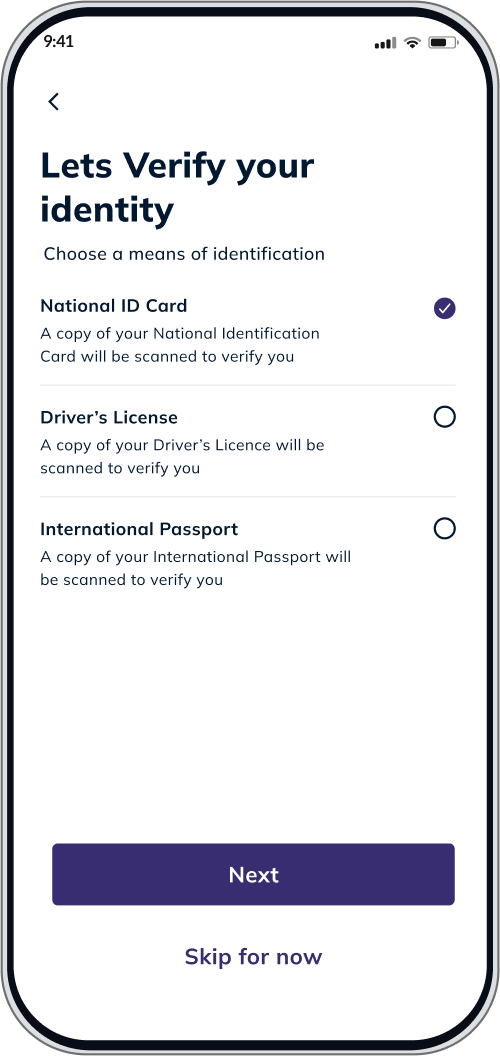 9:41
Lets Verify your
identity
Choose a means of identification
National ID Card
A copy of your National Identification
Card will be scanned to verify you
Driver’s License
A copy of your Driver’s Licence will be
scanned to verify you
International Passport
A copy of your International Passport will
be scanned to verify you
Next
Skip for now